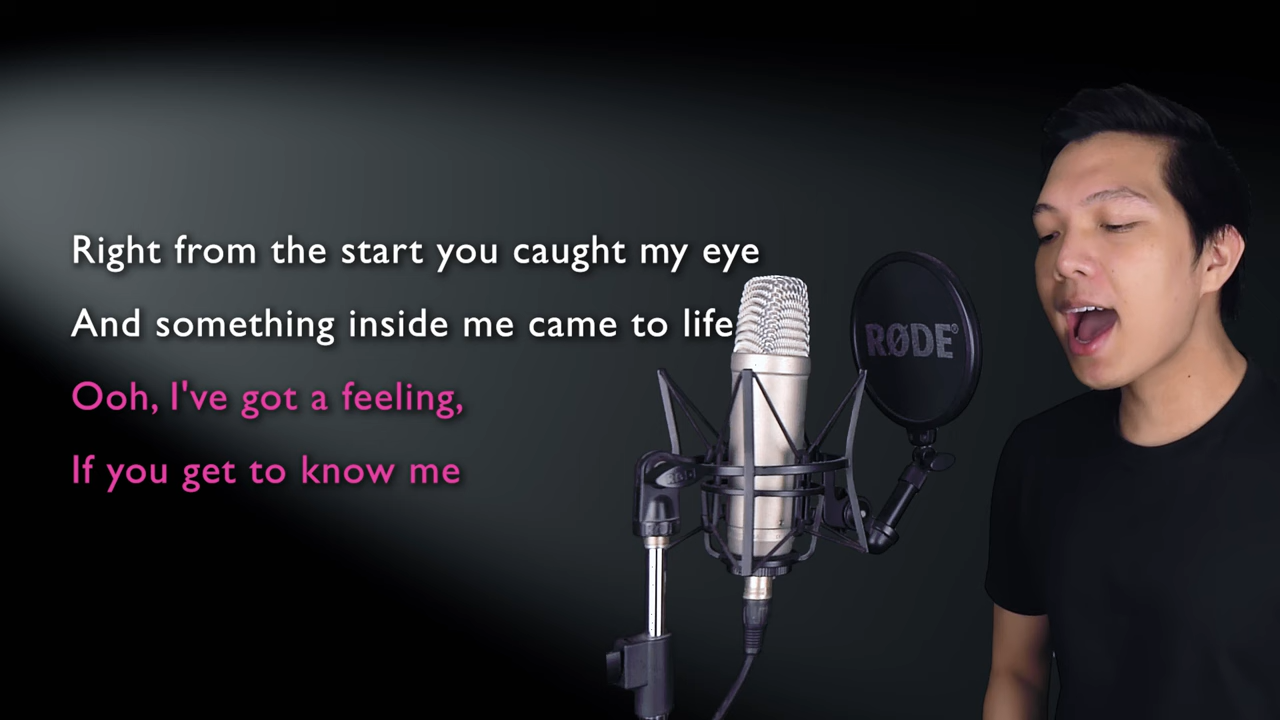 Right from the start you caught my eye
And something inside me came to life
Ooh, I've got a feeling,
If you get to know me
RØDE®